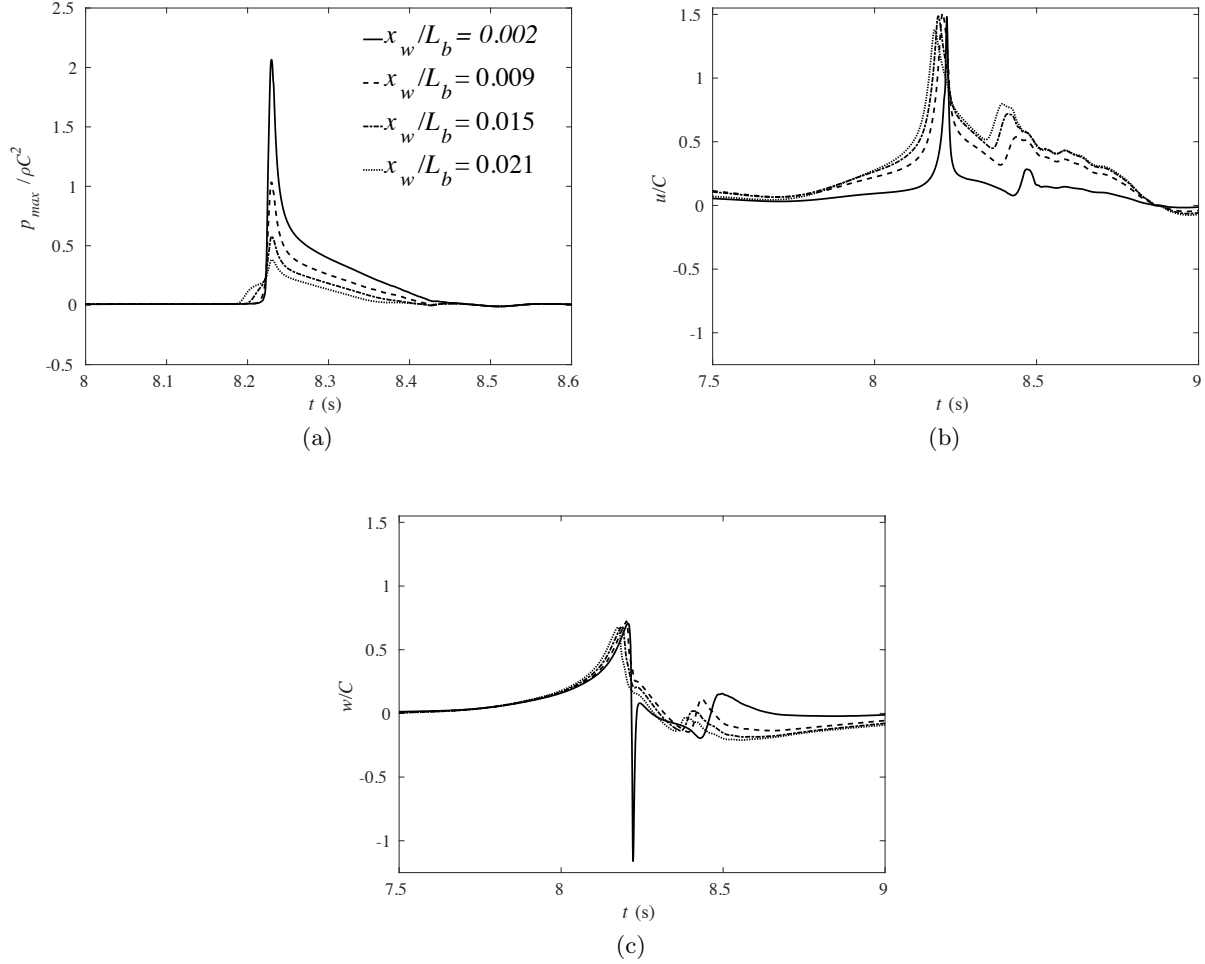 2.5
2
1.5
1
0.5
0
-0.5
p_max / ρC²
x_w/L_b = 0.002
x_w/L_b = 0.009
x_w/L_b = 0.015
x_w/L_b = 0.021
8 8.1 8.2 8.3 8.4 8.5 8.6
t (s)
(a)
1.5
1
0.5
0
-0.5
-1
u/C
7.5 8 8.5 9
t (s)
(b)
1.5
1
0.5
0
-0.5
-1
w/C
7.5 8 8.5 9
t (s)
(c)